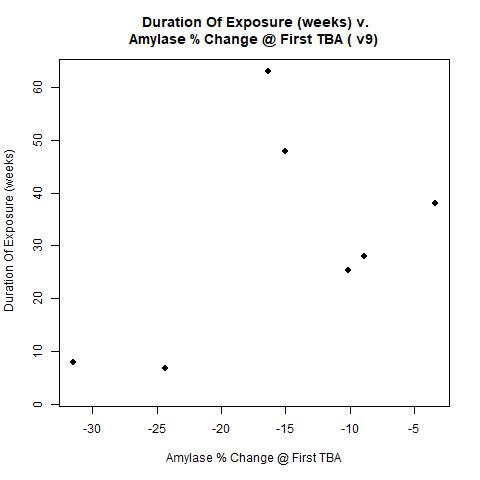 Duration Of Exposure (weeks) v.
Amylase % Change @ First TBA ( v9)
Duration Of Exposure (weeks)
60
50
40
30
20
10
0
-30 -25 -20 -15 -10 -5
Amylase % Change @ First TBA